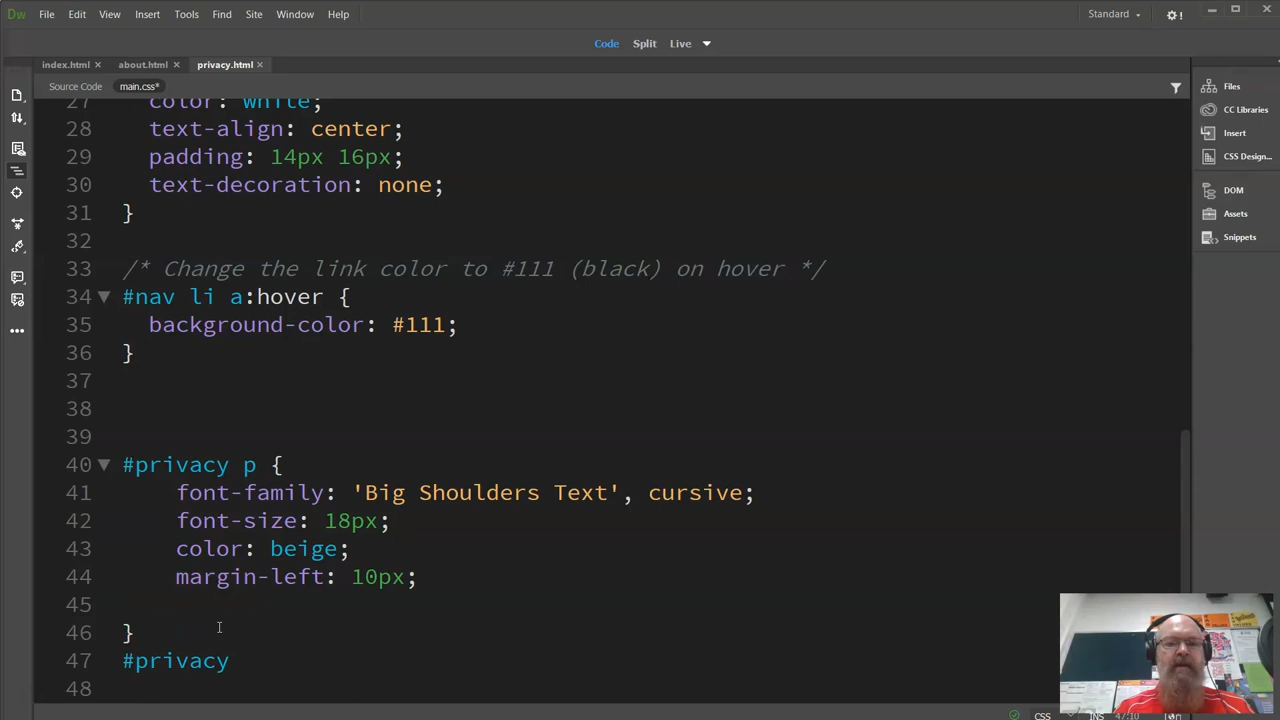 Dw File Edit View Insert Tools Find Site Window Help Standard
Code Split Live
index.html about.html privacy.html
Source Code main.css*
27 color: white;
28 text-align: center;
29 padding: 14px 16px;
30 text-decoration: none;
31 }
32
33 /* Change the link color to #111 (black) on hover */
34 #nav li a:hover {
35 background-color: #111;
36 }
37
38
39
40 #privacy p {
41 font-family: 'Big Shoulders Text', cursive;
42 font-size: 18px;
43 color: beige;
44 margin-left: 10px;
45
46 }
47 #privacy
48
Files
CC Libraries
Insert
CSS Design...
DOM
Assets
Snippets
CSS INS 47:10